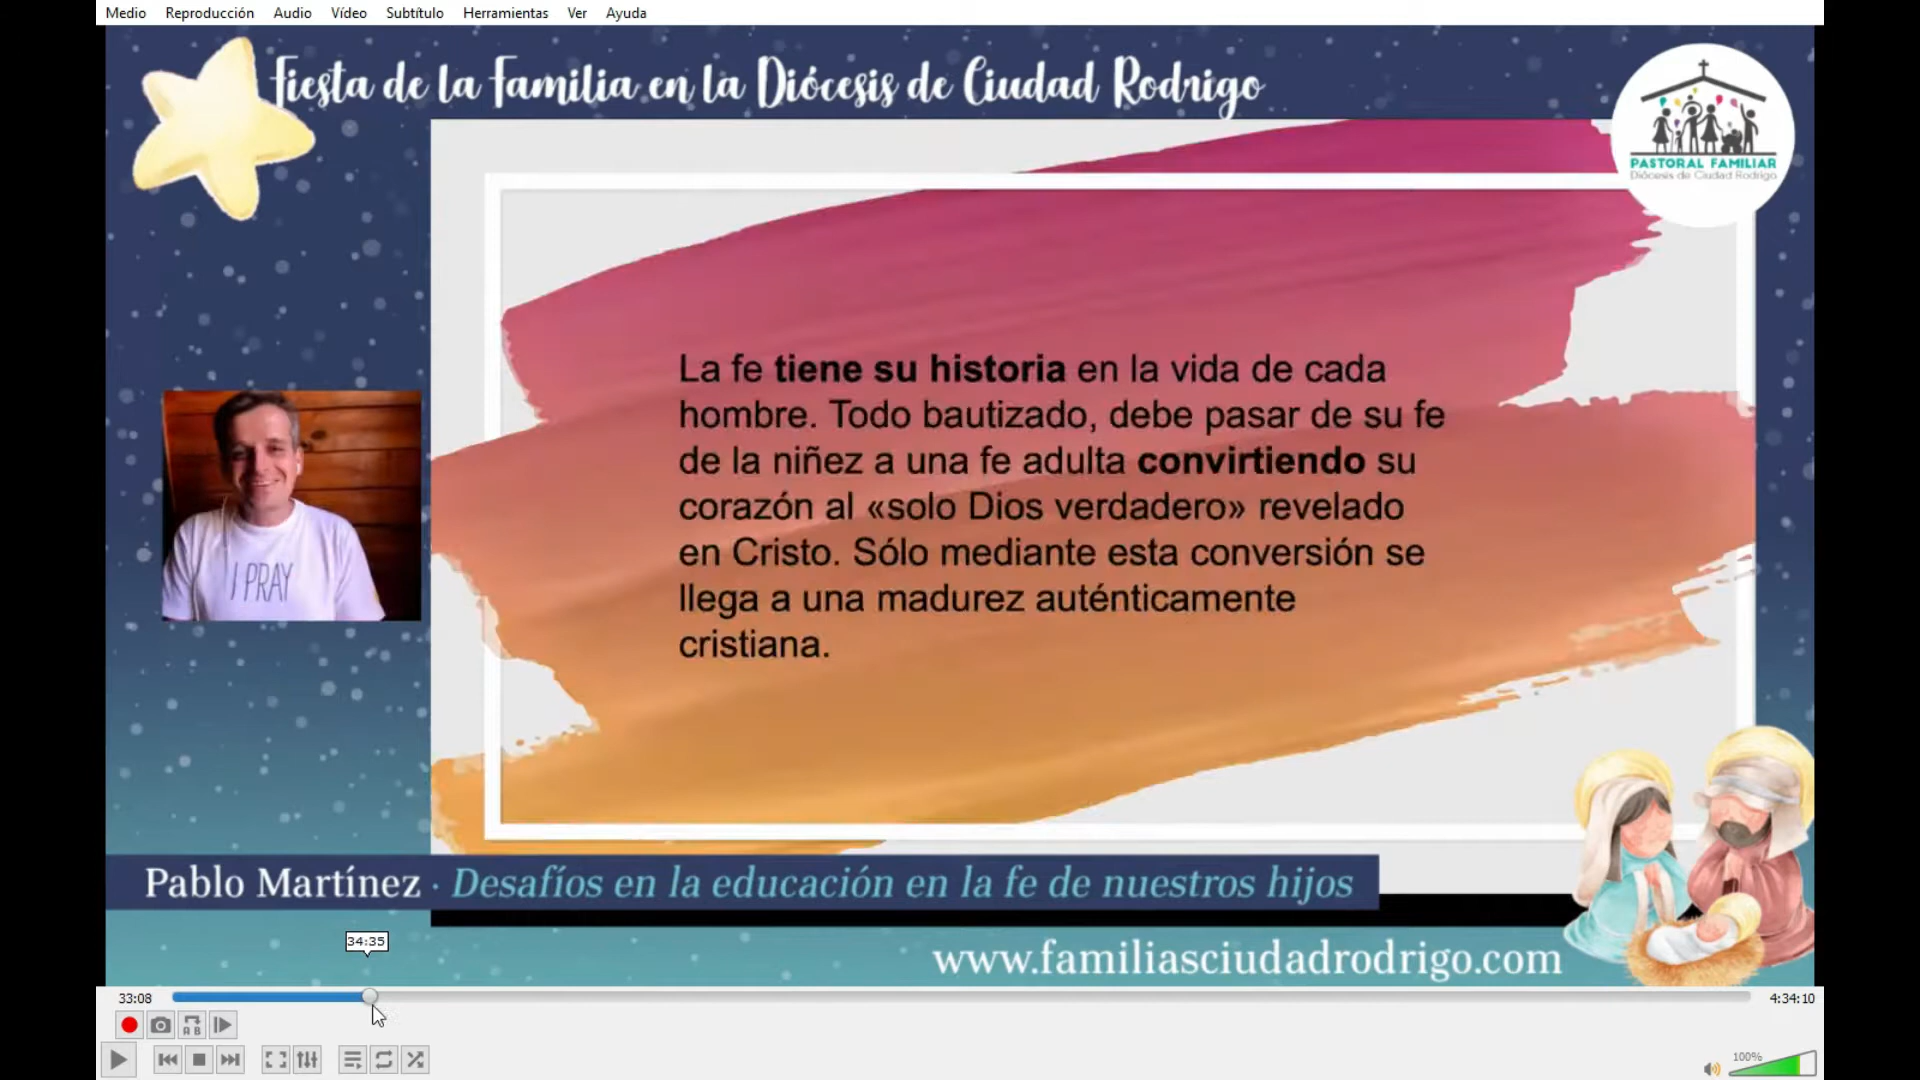 Medio Reproducción Audio Vídeo Subtítulo Herramientas Ver Ayuda
Fiesta de la Familia en la Diócesis de Ciudad Rodrigo
PASTORAL FAMILIAR
Diócesis de Ciudad Rodrigo
La fe tiene su historia en la vida de cada
hombre. Todo bautizado, debe pasar de su fe
de la niñez a una fe adulta convirtiendo su
corazón al «solo Dios verdadero» revelado
en Cristo. Sólo mediante esta conversión se
llega a una madurez auténticamente
cristiana.
I PRAY
Pablo Martínez · Desafíos en la educación en la fe de nuestros hijos
34:35
www.familiasciudadrodrigo.com
33:08
4:34:10
A B
100%